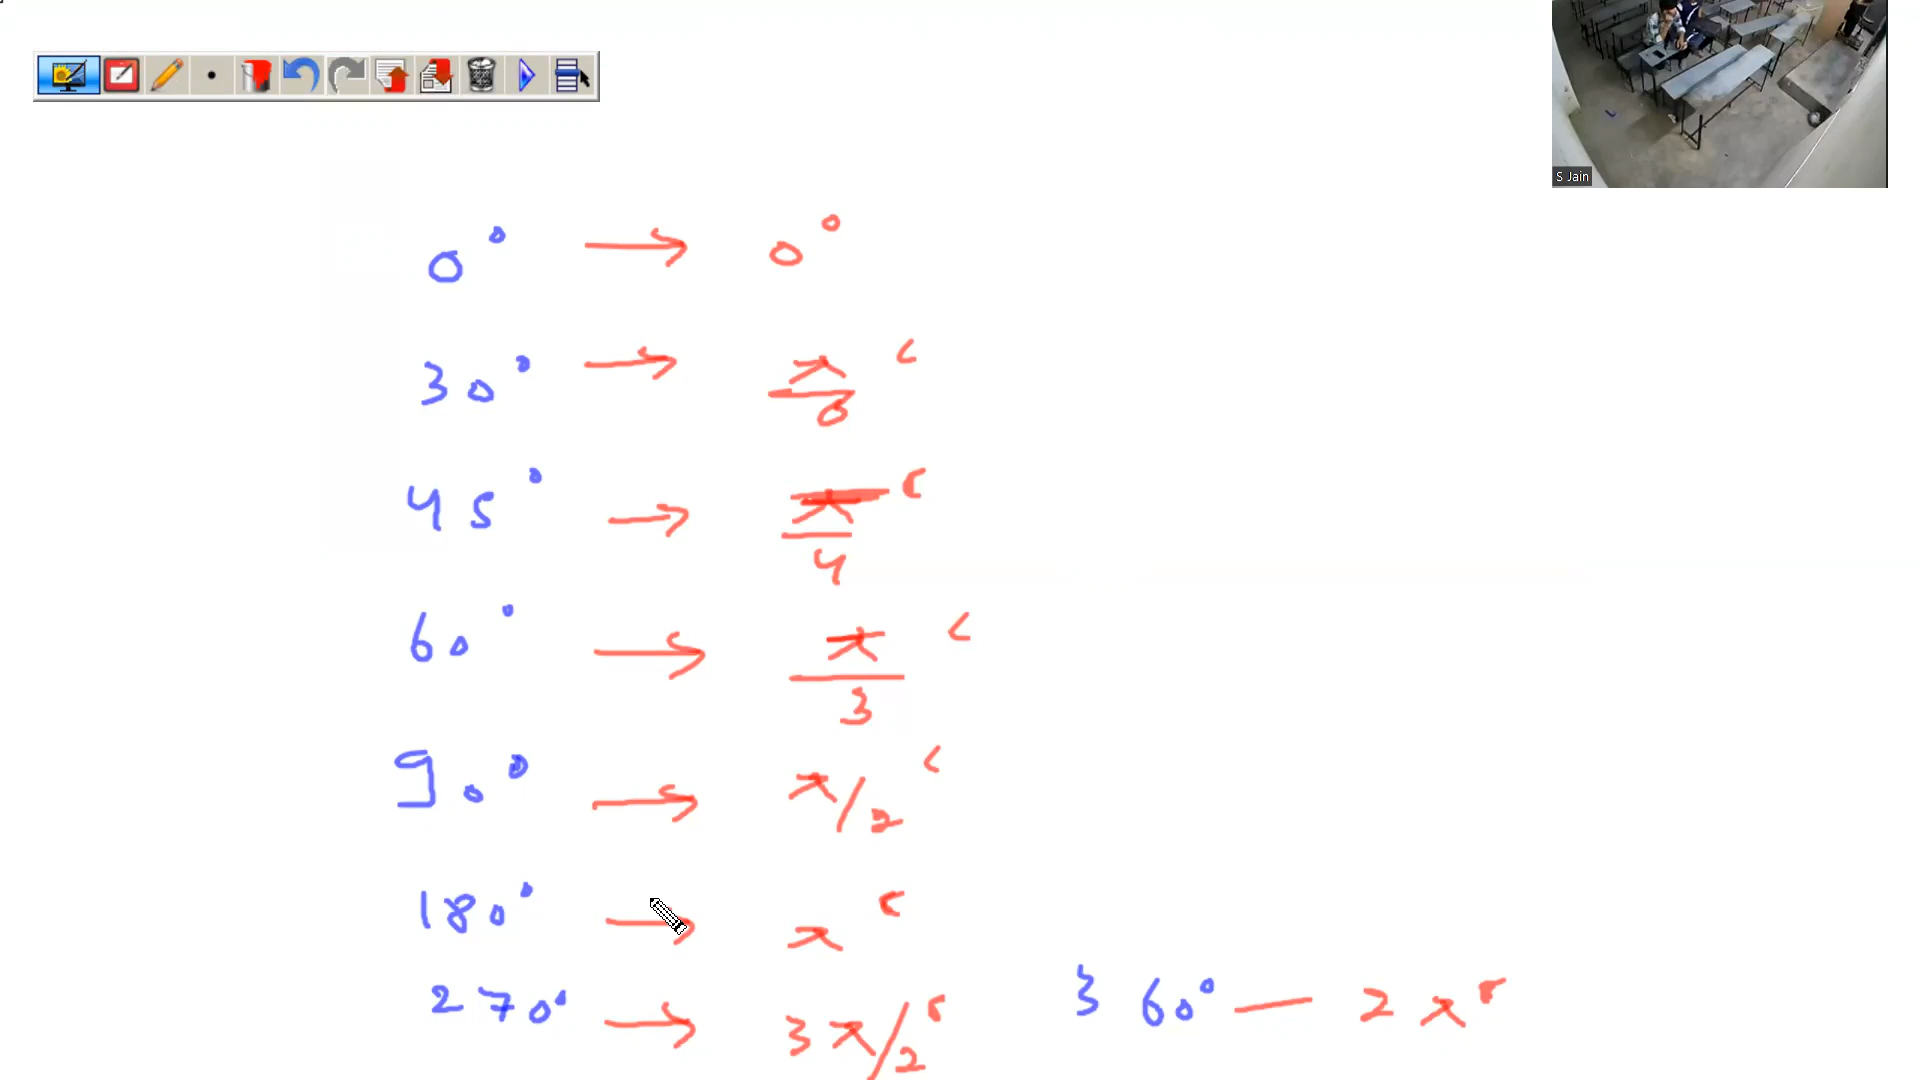 S Jain
0° → 0°
30° → π/6 ᶜ
45° → π/4 ᶜ
60° → π/3 ᶜ
90° → π/2 ᶜ
180° → π ᶜ
270° → 3π/2 ᶜ
360° — 2π ᶜ